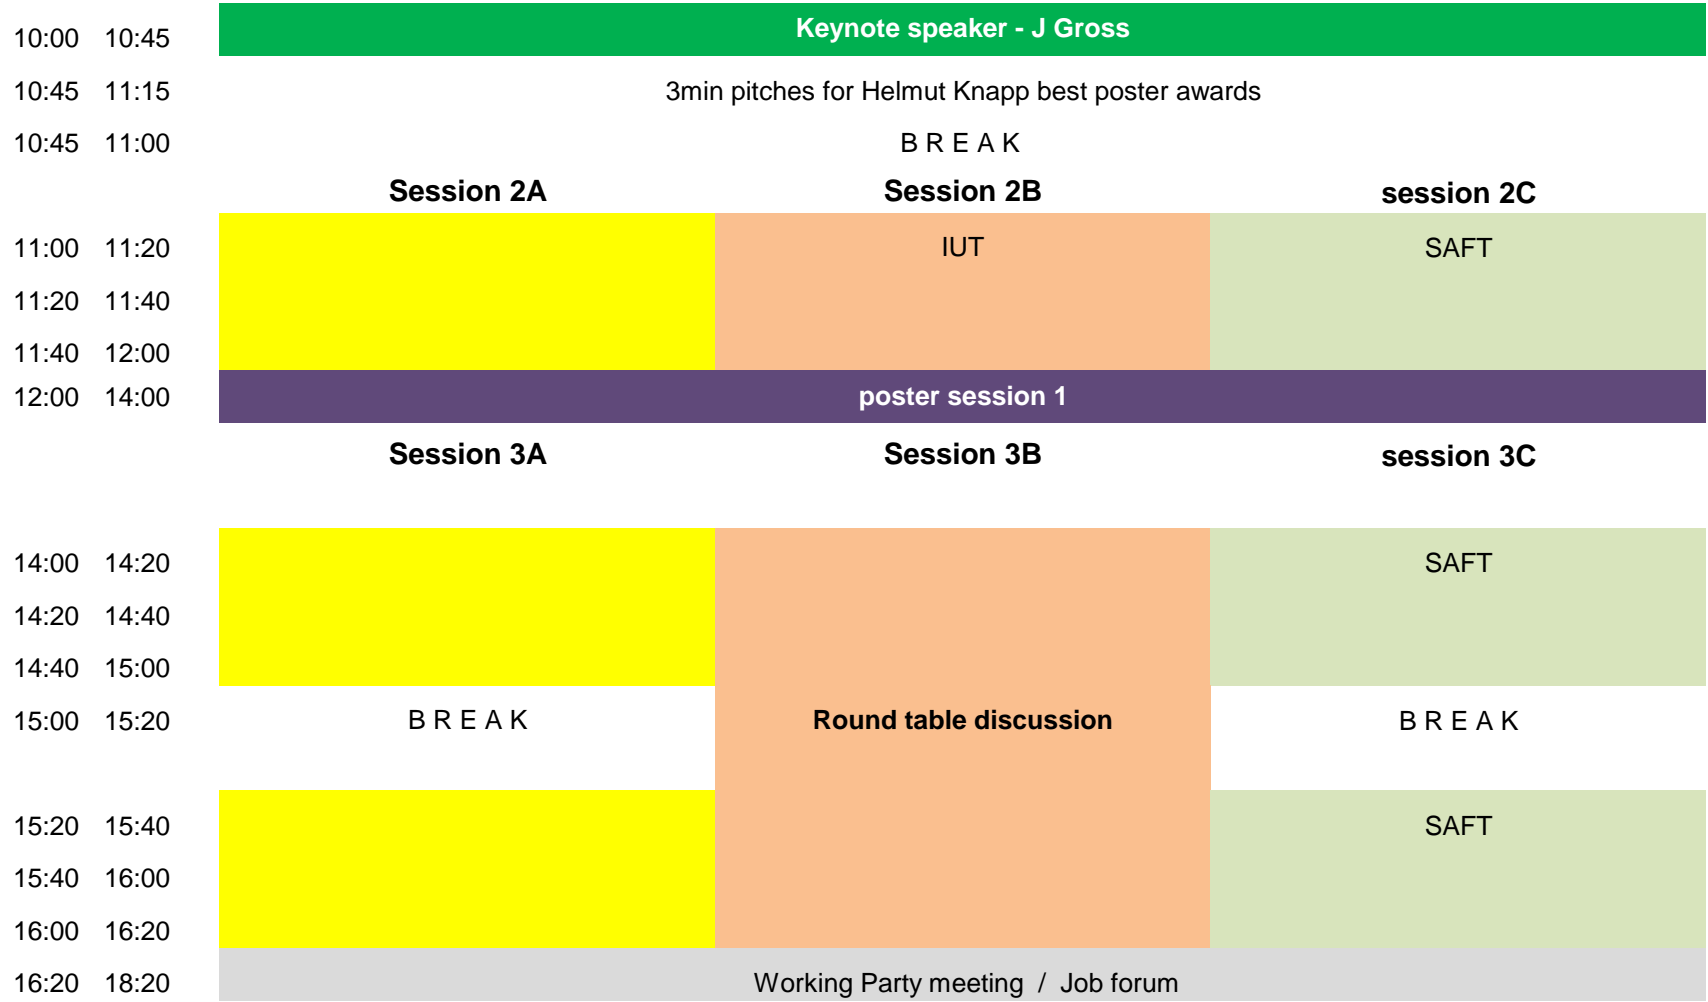 10:00 10:45 Keynote speaker - J Gross
10:45 11:15 3min pitches for Helmut Knapp best poster awards
10:45 11:00 B R E A K
Session 2A Session 2B session 2C
11:00 11:20 IUT SAFT
11:20 11:40
11:40 12:00
12:00 14:00 poster session 1
Session 3A Session 3B session 3C
14:00 14:20 SAFT
14:20 14:40
14:40 15:00
15:00 15:20 B R E A K Round table discussion B R E A K
15:20 15:40 SAFT
15:40 16:00
16:00 16:20
16:20 18:20 Working Party meeting / Job forum